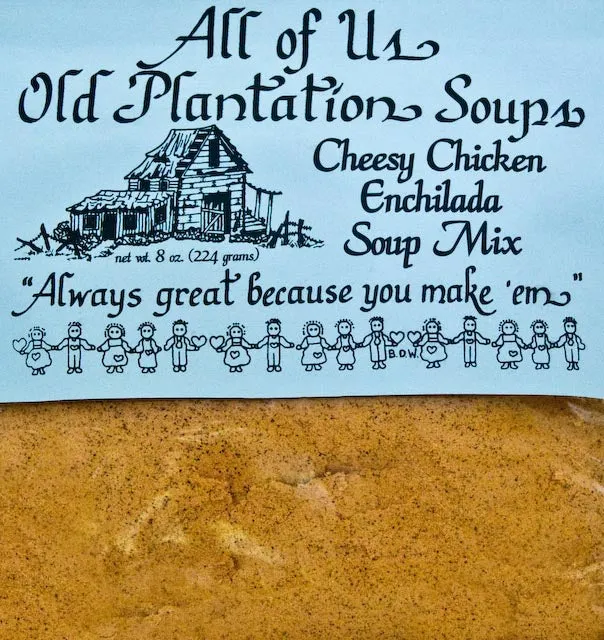 All of Us
Old Plantation Soups
Cheesy Chicken
Enchilada
Soup Mix
net wt. 8 oz. (224 grams)
"Always great because you make 'em"
B.D.W.